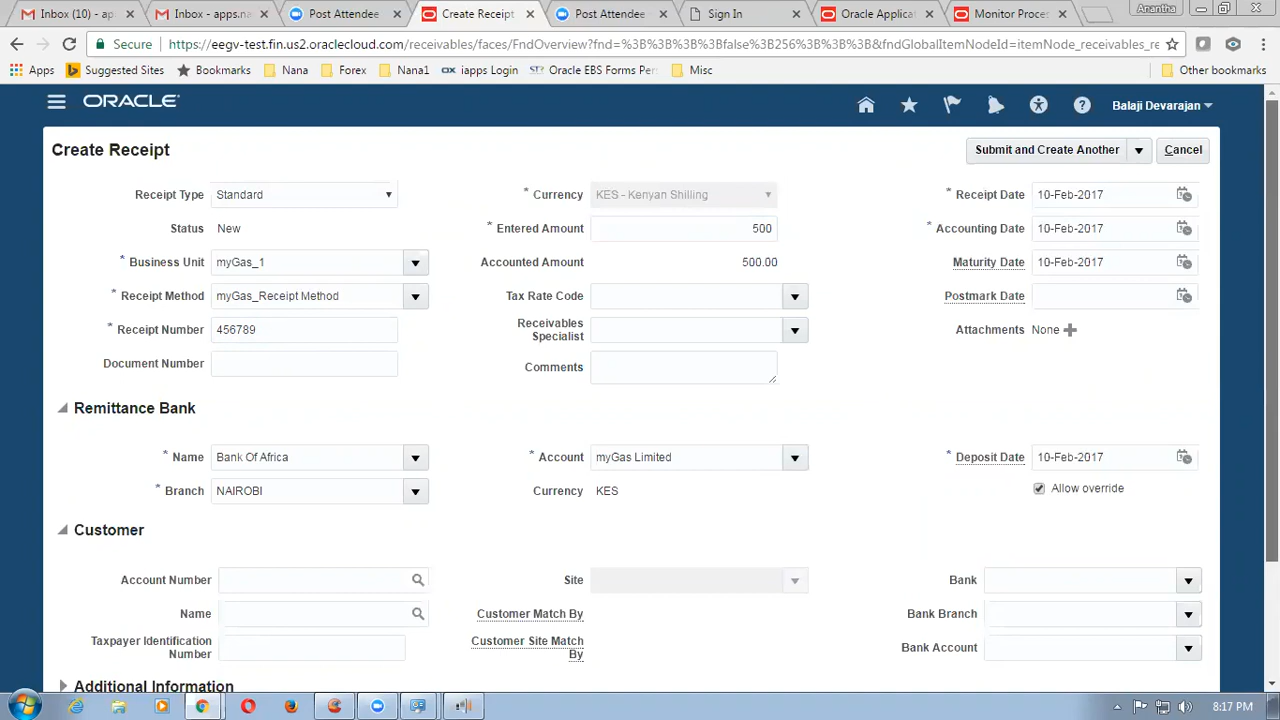 Inbox (10) - ap
Inbox - apps.na
Post Attendee
Create Receipt
Post Attendee
Sign In
Oracle Applica
Monitor Proce
Anantha
Secure
https://eegv-test.fin.us2.oraclecloud.com/receivables/faces/FndOverview?fnd=%3B%3B%3B%3Bfalse%3B256%3B%3B%3B&fndGlobalItemNodeId=itemNode_receivables_re
Apps
Suggested Sites
Bookmarks
Nana
Forex
Nana1
iapps Login
Oracle EBS Forms Per
Misc
Other bookmarks
ORACLE
Balaji Devarajan
Create Receipt
Submit and Create Another
Cancel
Receipt Type Standard
* Currency KES - Kenyan Shilling
* Receipt Date 10-Feb-2017
Status New
* Entered Amount 500
* Accounting Date 10-Feb-2017
* Business Unit myGas_1
Accounted Amount 500.00
Maturity Date 10-Feb-2017
* Receipt Method myGas_Receipt Method
Tax Rate Code
Postmark Date
* Receipt Number 456789
Receivables
Specialist
Attachments None
Document Number
Comments
Remittance Bank
* Name Bank Of Africa
* Account myGas Limited
* Deposit Date 10-Feb-2017
* Branch NAIROBI
Currency KES
Allow override
Customer
Account Number
Site
Bank
Name
Customer Match By
Bank Branch
Taxpayer Identification
Number
Customer Site Match
By
Bank Account
Additional Information
8:17 PM